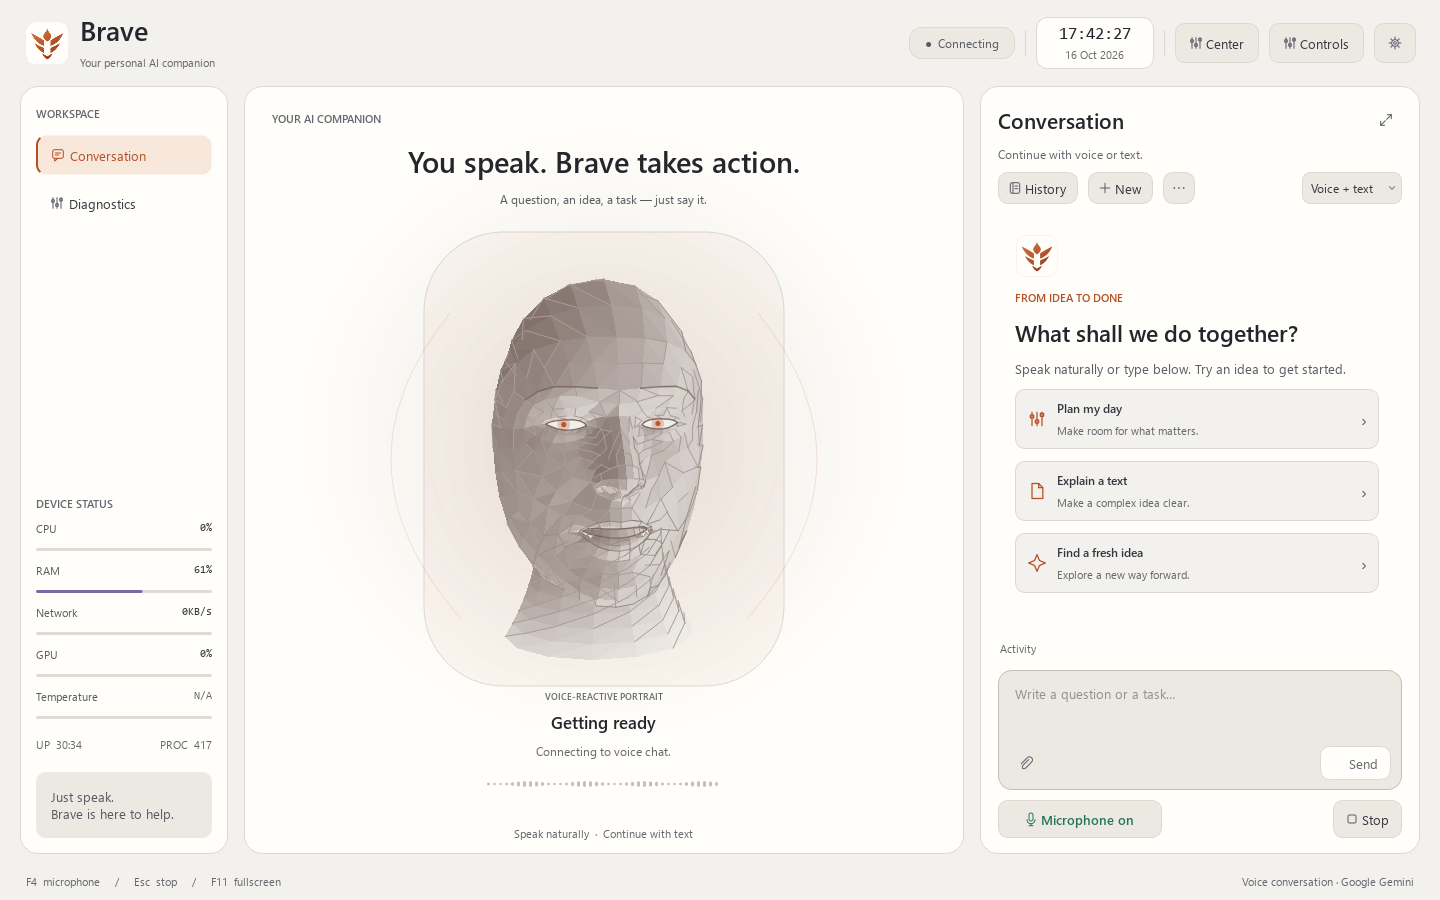 Brave
Your personal AI companion
Connecting
17:42:27
16 Oct 2026
Center
Controls
WORKSPACE
Conversation
Diagnostics
DEVICE STATUS
CPU 0%
RAM 61%
Network 0KB/s
GPU 0%
Temperature N/A
UP 30:34 PROC 417
Just speak.
Brave is here to help.
YOUR AI COMPANION
You speak. Brave takes action.
A question, an idea, a task — just say it.
VOICE-REACTIVE PORTRAIT
Getting ready
Connecting to voice chat.
Speak naturally · Continue with text
Conversation
Continue with voice or text.
History
New
Voice + text
FROM IDEA TO DONE
What shall we do together?
Speak naturally or type below. Try an idea to get started.
Plan my day
Make room for what matters.
Explain a text
Make a complex idea clear.
Find a fresh idea
Explore a new way forward.
Activity
Write a question or a task...
Send
Microphone on
Stop
F4 microphone / Esc stop / F11 fullscreen
Voice conversation · Google Gemini